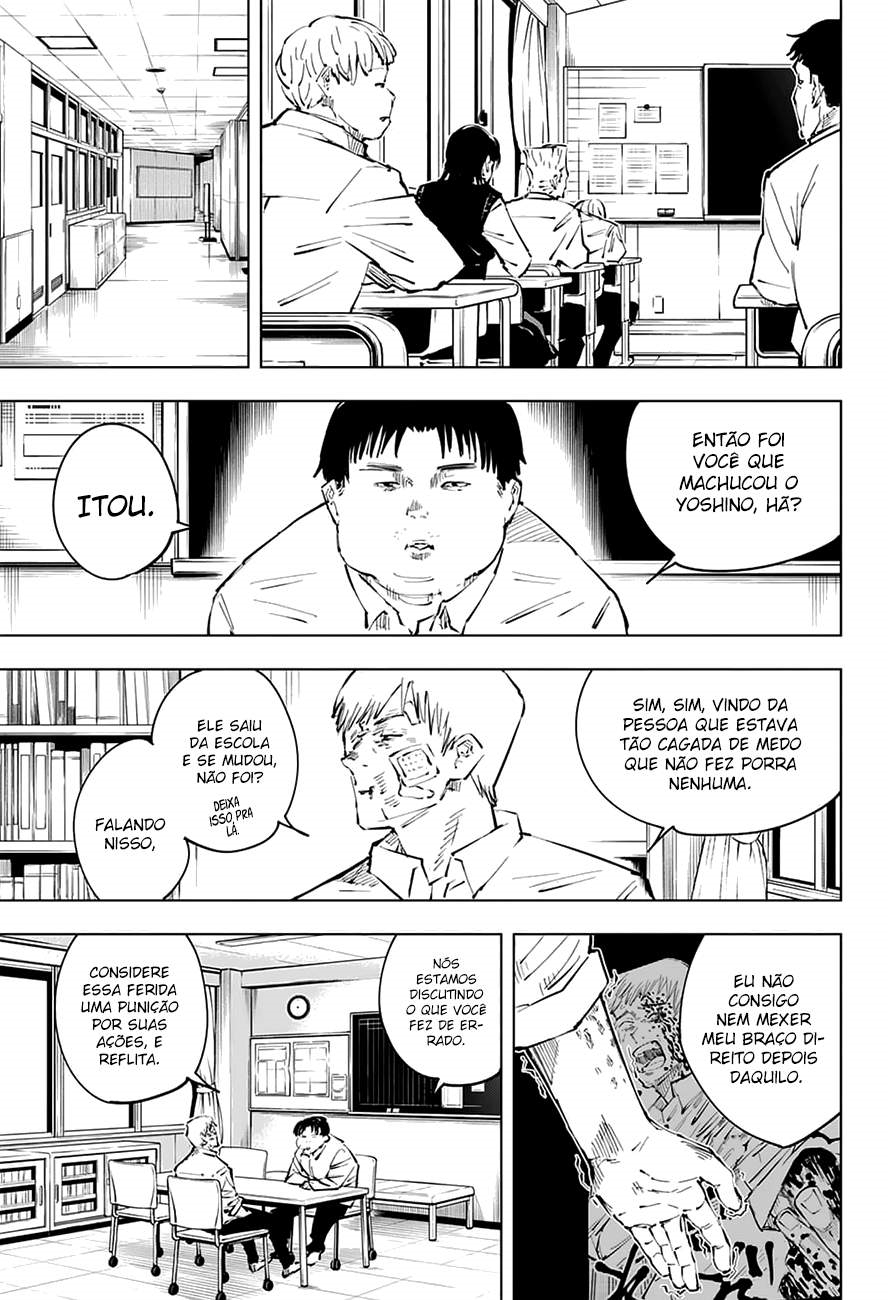 ENTÃO FOI
VOCÊ QUE
MACHUCOU O
YOSHINO, HÃ?
ITOU.
SIM, SIM, VINDO DA
PESSOA QUE ESTAVA
TÃO CAGADA DE MEDO
QUE NÃO FEZ PORRA
NENHUMA.
ELE SAIU
DA ESCOLA
E SE MUDOU,
NÃO FOI?
DEIXA
ISSO PRA
LÁ.
FALANDO
NISSO,
EU NÃO
CONSIGO
NEM MEXER
MEU BRAÇO DI-
REITO DEPOIS
DAQUILO.
NÓS
ESTAMOS
DISCUTINDO
O QUE VOCÊ
FEZ DE ER-
RADO.
CONSIDERE
ESSA FERIDA
UMA PUNIÇÃO
POR SUAS
AÇÕES, E
REFLITA.